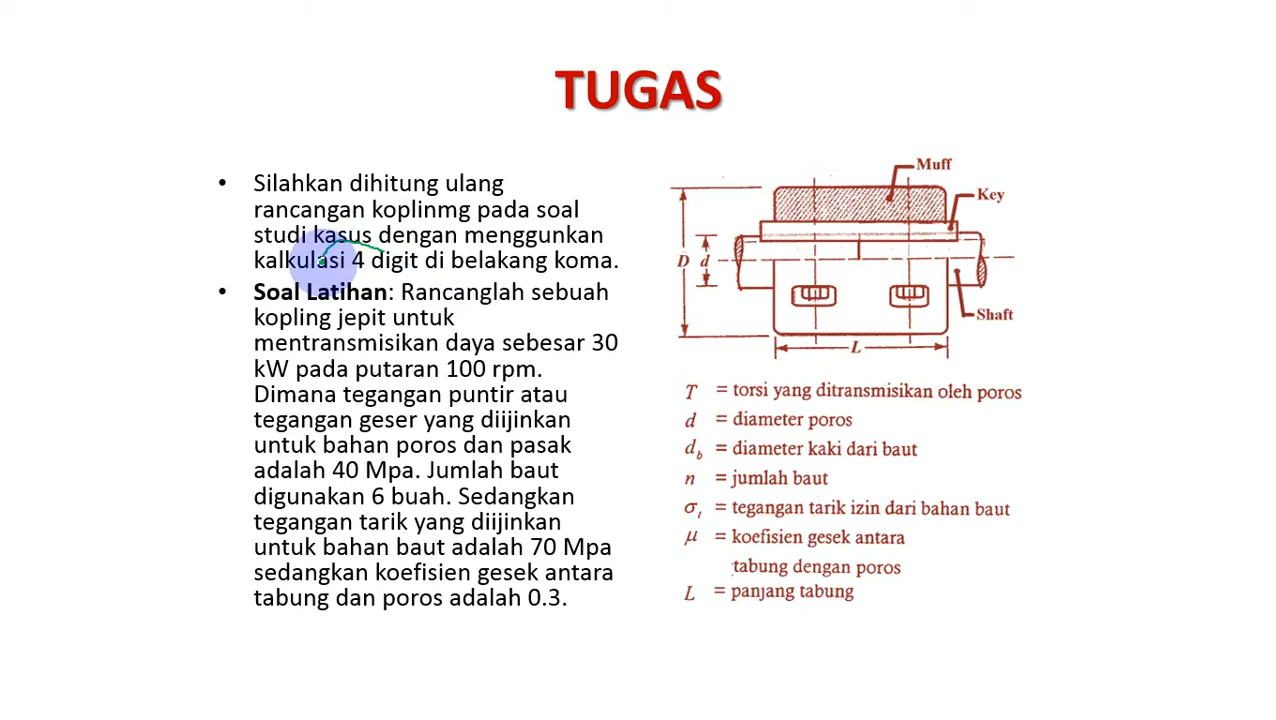 TUGAS
• Silahkan dihitung ulang
rancangan koplinmg pada soal
studi kasus dengan menggunkan
kalkulasi 4 digit di belakang koma.
• Soal Latihan: Rancanglah sebuah
kopling jepit untuk
mentransmisikan daya sebesar 30
kW pada putaran 100 rpm.
Dimana tegangan puntir atau
tegangan geser yang diijinkan
untuk bahan poros dan pasak
adalah 40 Mpa. Jumlah baut
digunakan 6 buah. Sedangkan
tegangan tarik yang diijinkan
untuk bahan baut adalah 70 Mpa
sedangkan koefisien gesek antara
tabung dan poros adalah 0.3.
Muff
Key
D d
Shaft
L
T = torsi yang ditransmisikan oleh poros
d = diameter poros
d_b = diameter kaki dari baut
n = jumlah baut
σ_t = tegangan tarik izin dari bahan baut
μ = koefisien gesek antara
tabung dengan poros
L = panjang tabung